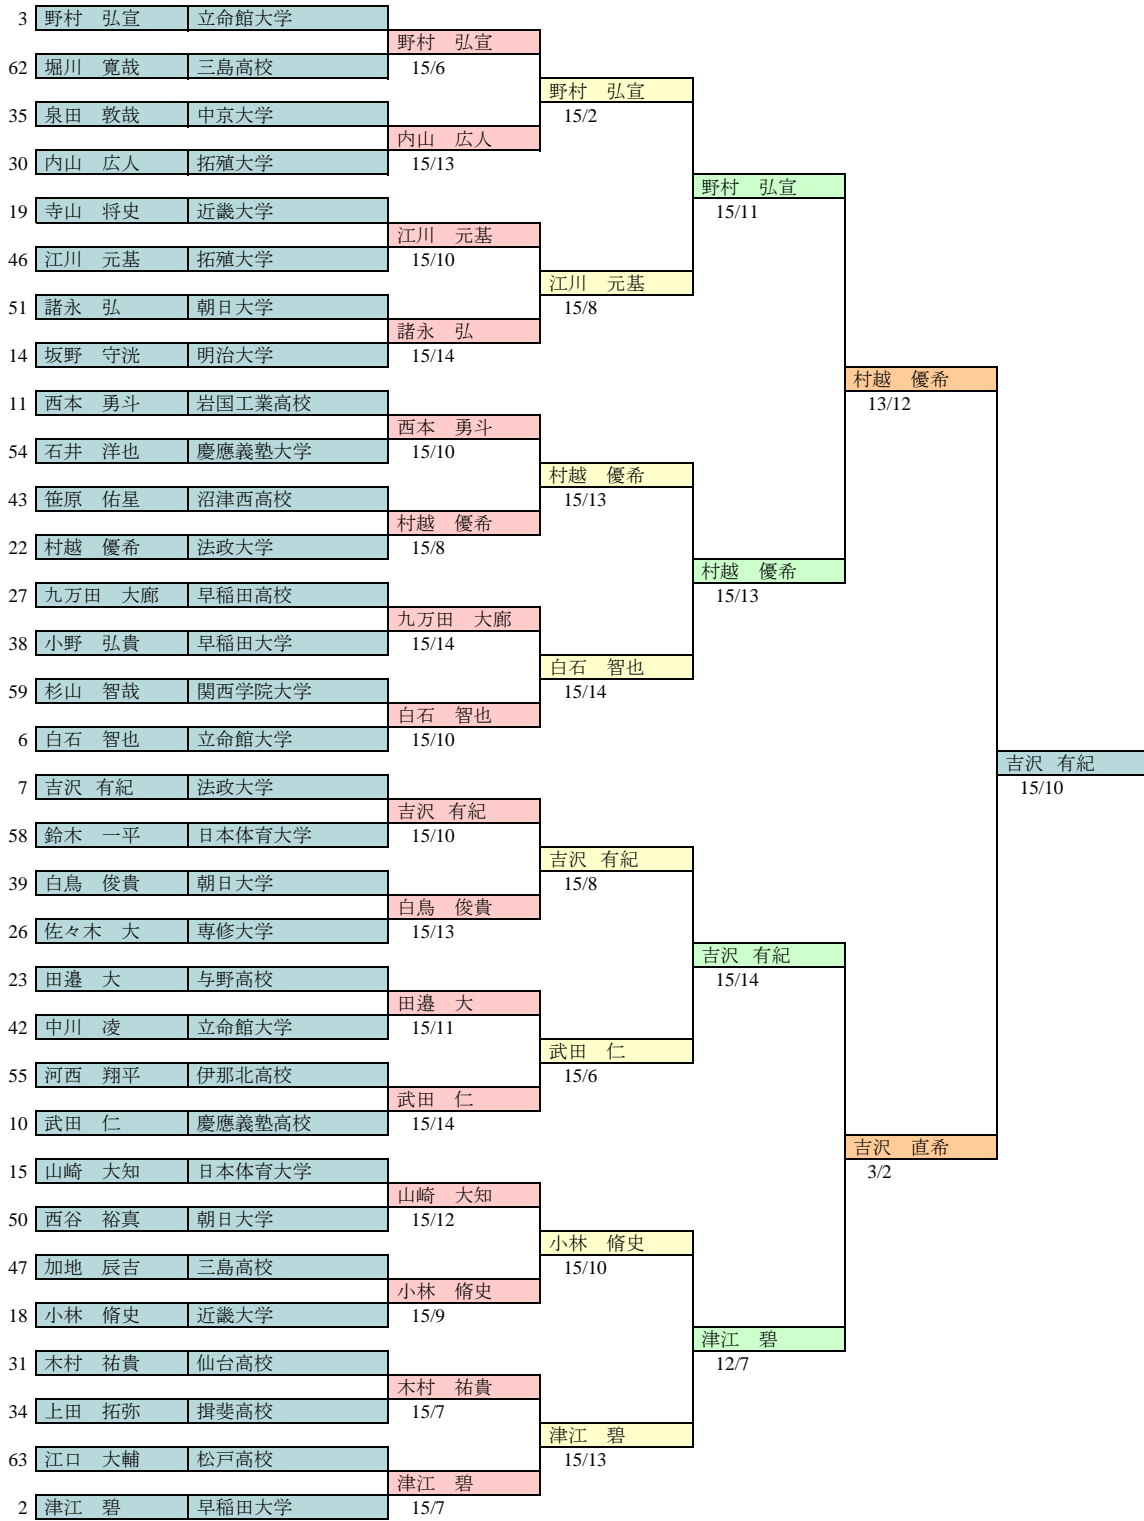 3 野村 弘宣 立命館大学
野村 弘宣
62 堀川 寛哉 三島高校 15/6
野村 弘宣
35 泉田 敦哉 中京大学 15/2
内山 広人
30 内山 広人 拓殖大学 15/13
野村 弘宣
19 寺山 将史 近畿大学 15/11
江川 元基
46 江川 元基 拓殖大学 15/10
江川 元基
51 諸永 弘 朝日大学 15/8
諸永 弘
14 坂野 守洸 明治大学 15/14
村越 優希
11 西本 勇斗 岩国工業高校 13/12
西本 勇斗
54 石井 洋也 慶應義塾大学 15/10
村越 優希
43 笹原 佑星 沼津西高校 15/13
村越 優希
22 村越 優希 法政大学 15/8
村越 優希
27 九万田 大廊 早稲田高校 15/13
九万田 大廊
38 小野 弘貴 早稲田大学 15/14
白石 智也
59 杉山 智哉 関西学院大学 15/14
白石 智也
6 白石 智也 立命館大学 15/10
吉沢 有紀
7 吉沢 有紀 法政大学 15/10
吉沢 有紀
58 鈴木 一平 日本体育大学 15/10
吉沢 有紀
39 白鳥 俊貴 朝日大学 15/8
白鳥 俊貴
26 佐々木 大 専修大学 15/13
吉沢 有紀
23 田邉 大 与野高校 15/14
田邉 大
42 中川 凌 立命館大学 15/11
武田 仁
55 河西 翔平 伊那北高校 15/6
武田 仁
10 武田 仁 慶應義塾高校 15/14
吉沢 直希
15 山崎 大知 日本体育大学 3/2
山崎 大知
50 西谷 裕真 朝日大学 15/12
小林 脩史
47 加地 辰吉 三島高校 15/10
小林 脩史
18 小林 脩史 近畿大学 15/9
津江 碧
31 木村 祐貴 仙台高校 12/7
木村 祐貴
34 上田 拓弥 揖斐高校 15/7
津江 碧
63 江口 大輔 松戸高校 15/13
津江 碧
2 津江 碧 早稲田大学 15/7